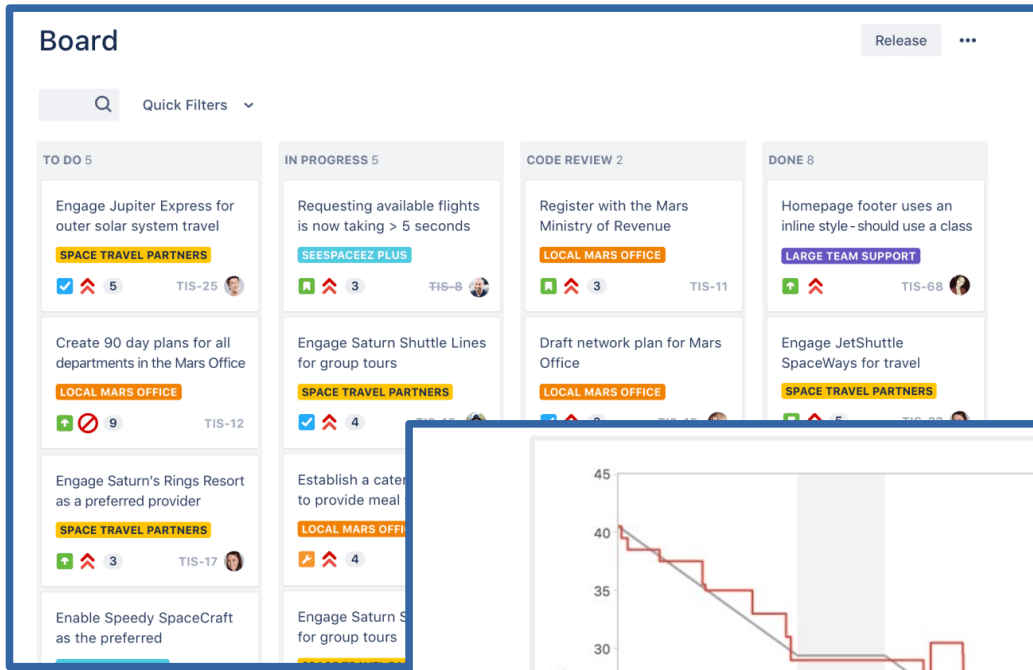 Board
Release
Quick Filters
TO DO 5
Engage Jupiter Express for
outer solar system travel
SPACE TRAVEL PARTNERS
5
TIS-25
Create 90 day plans for all
departments in the Mars Office
LOCAL MARS OFFICE
9
TIS-12
Engage Saturn's Rings Resort
as a preferred provider
SPACE TRAVEL PARTNERS
3
TIS-17
Enable Speedy SpaceCraft
as the preferred
IN PROGRESS 5
Requesting available flights
is now taking > 5 seconds
SEESPACEEZ PLUS
3
TIS-8
Engage Saturn Shuttle Lines
for group tours
SPACE TRAVEL PARTNERS
4
Establish a
to provide meal
LOCAL MARS
4
Engage Saturn
for group tours
CODE REVIEW 2
Register with the Mars
Ministry of Revenue
LOCAL MARS OFFICE
3
TIS-11
Draft network plan for Mars
Office
LOCAL MARS OFFICE
DONE 8
Homepage footer uses an
inline style - should use a class
LARGE TEAM SUPPORT
TIS-68
Engage JetShuttle
SpaceWays for travel
SPACE TRAVEL PARTNERS
45
40
35
30